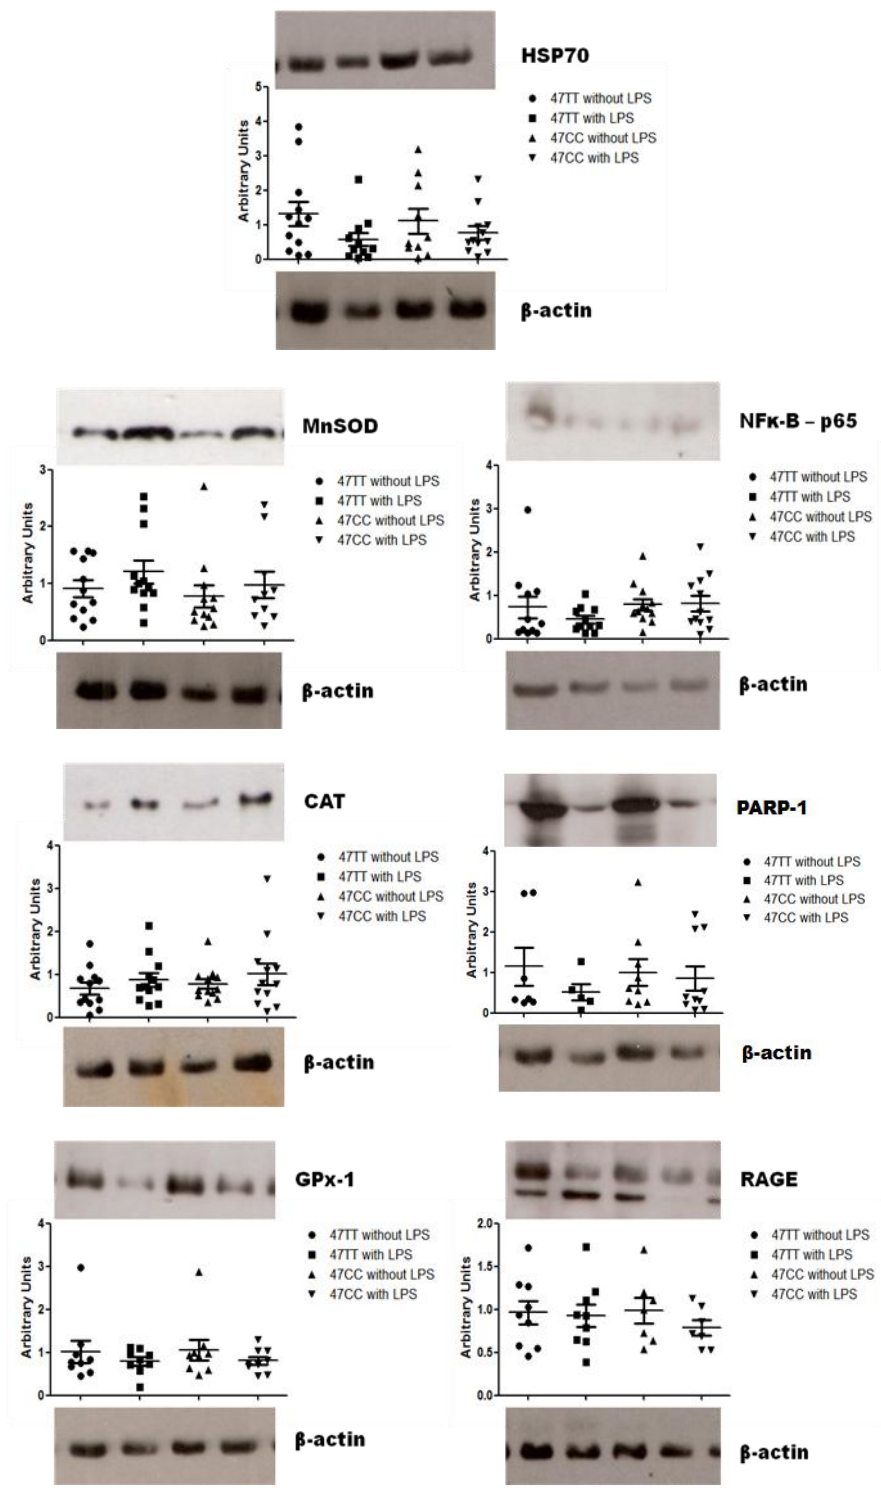 HSP70
5
4
3
2
1
0
Arbitrary Units
47TT without LPS
47TT with LPS
47CC without LPS
47CC with LPS
β-actin
MnSOD
3
2
1
0
Arbitrary Units
47TT without LPS
47TT with LPS
47CC without LPS
47CC with LPS
β-actin
NFκ-B – p65
4
3
2
1
0
Arbitrary Units
47TT without LPS
47TT with LPS
47CC without LPS
47CC with LPS
β-actin
CAT
4
3
2
1
0
Arbitrary Units
47TT without LPS
47TT with LPS
47CC without LPS
47CC with LPS
β-actin
PARP-1
4
3
2
1
0
Arbitrary Units
47TT without LPS
47TT with LPS
47CC without LPS
47CC with LPS
β-actin
GPx-1
4
3
2
1
0
Arbitrary Units
47TT without LPS
47TT with LPS
47CC without LPS
47CC with LPS
β-actin
RAGE
2.0
1.5
1.0
0.5
0.0
Arbitrary Units
47TT without LPS
47TT with LPS
47CC without LPS
47CC with LPS
β-actin